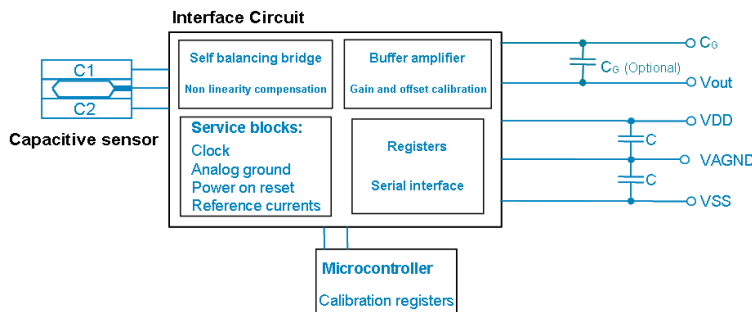 Interface Circuit
C1
C2
Capacitive sensor
Self balancing bridge
Non linearity compensation
Buffer amplifier
Gain and offset calibration
Service blocks:
Clock
Analog ground
Power on reset
Reference currents
Registers
Serial interface
Microcontroller
Calibration registers
CG
CG (Optional)
Vout
VDD
C
VAGND
C
VSS